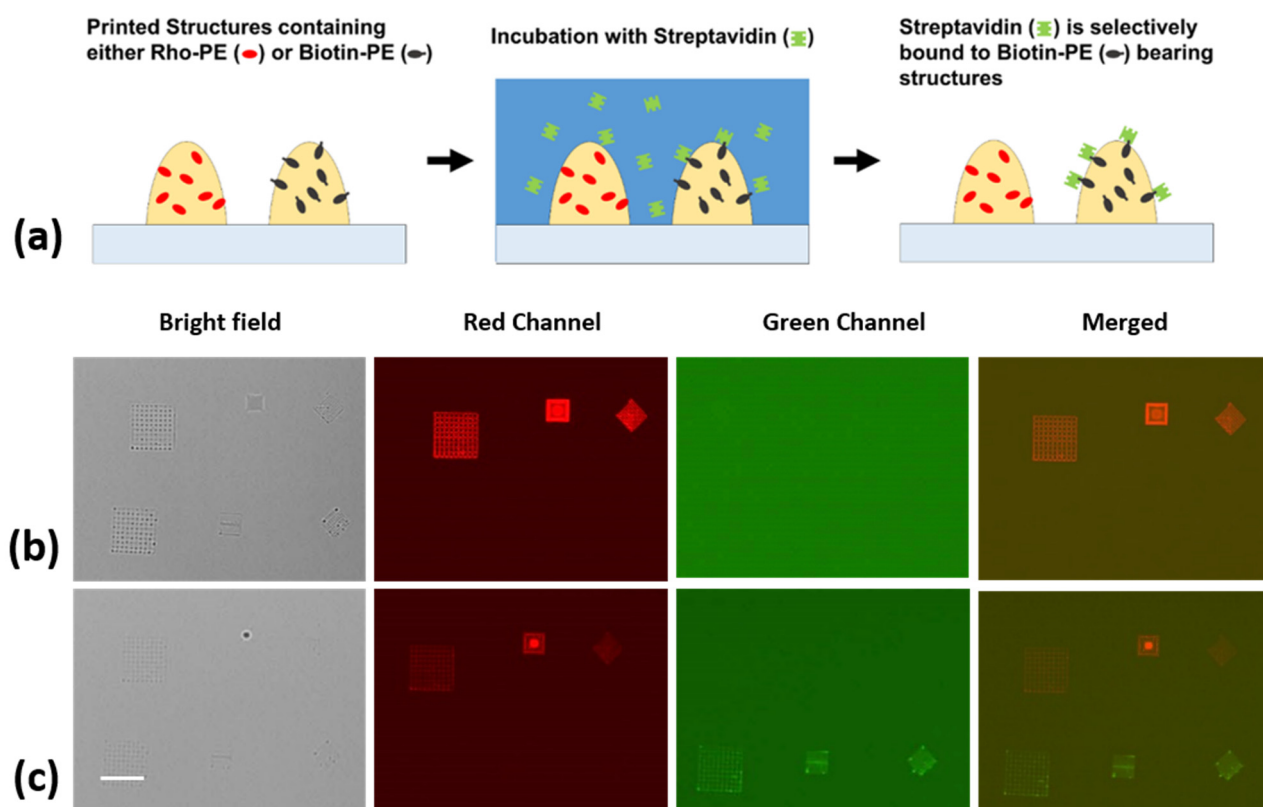 Printed Structures containing
either Rho-PE ( ) or Biotin-PE ( )
Incubation with Streptavidin ( )
Streptavidin ( ) is selectively
bound to Biotin-PE ( ) bearing
structures
(a)
Bright field
Red Channel
Green Channel
Merged
(b)
(c)